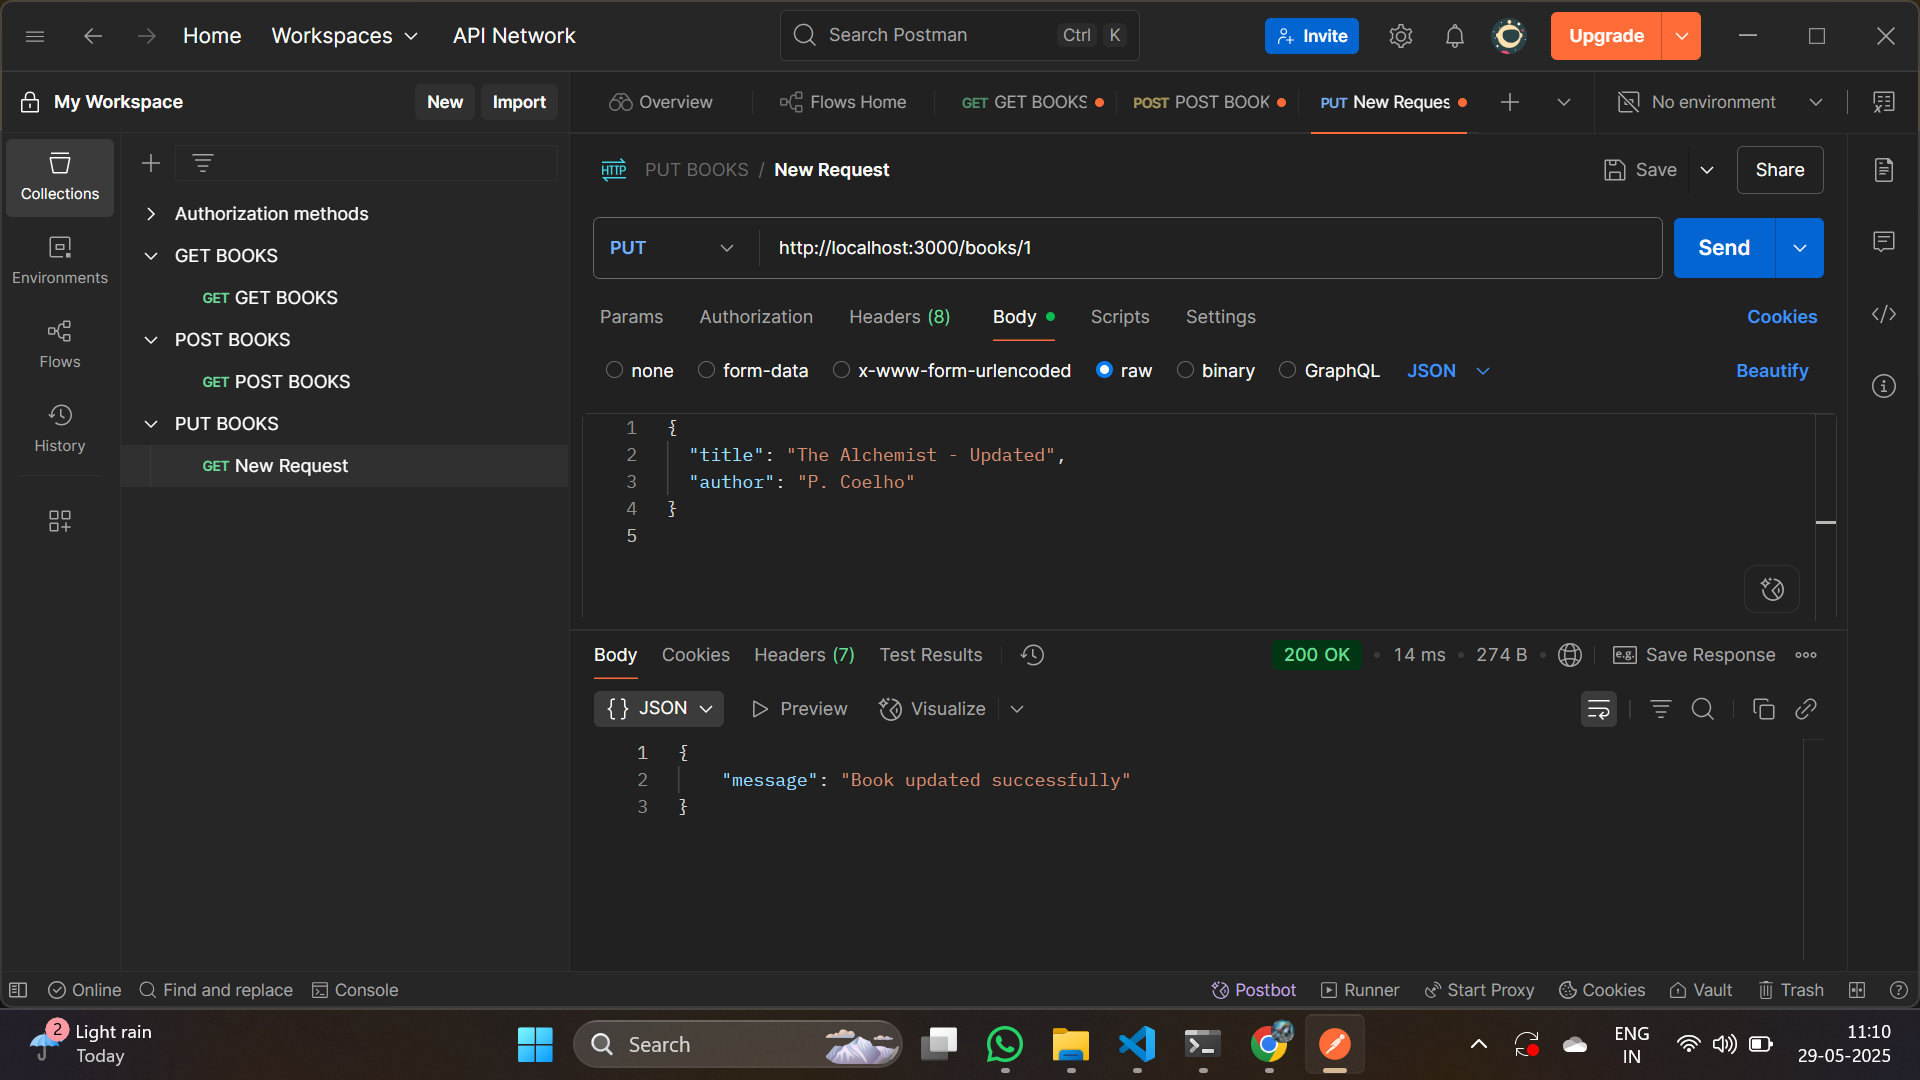 Home
Workspaces
API Network
Search Postman
Ctrl
K
Invite
Upgrade
My Workspace
New
Import
Overview
Flows Home
GET GET BOOKS
POST POST BOOK
PUT New Reques
No environment
Collections
Environments
Flows
History
Authorization methods
GET BOOKS
GET GET BOOKS
POST BOOKS
GET POST BOOKS
PUT BOOKS
GET New Request
HTTP
PUT BOOKS / New Request
Save
Share
PUT
http://localhost:3000/books/1
Send
Params
Authorization
Headers (8)
Body
Scripts
Settings
Cookies
none
form-data
x-www-form-urlencoded
raw
binary
GraphQL
JSON
Beautify
1 {
2 "title": "The Alchemist - Updated",
3 "author": "P. Coelho"
4 }
5
Body
Cookies
Headers (7)
Test Results
200 OK
14 ms
274 B
e.g.
Save Response
{} JSON
Preview
Visualize
1 {
2 "message": "Book updated successfully"
3 }
Online
Find and replace
Console
Postbot
Runner
Start Proxy
Cookies
Vault
Trash
2
Light rain
Today
Search
ENG
IN
11:10
29-05-2025